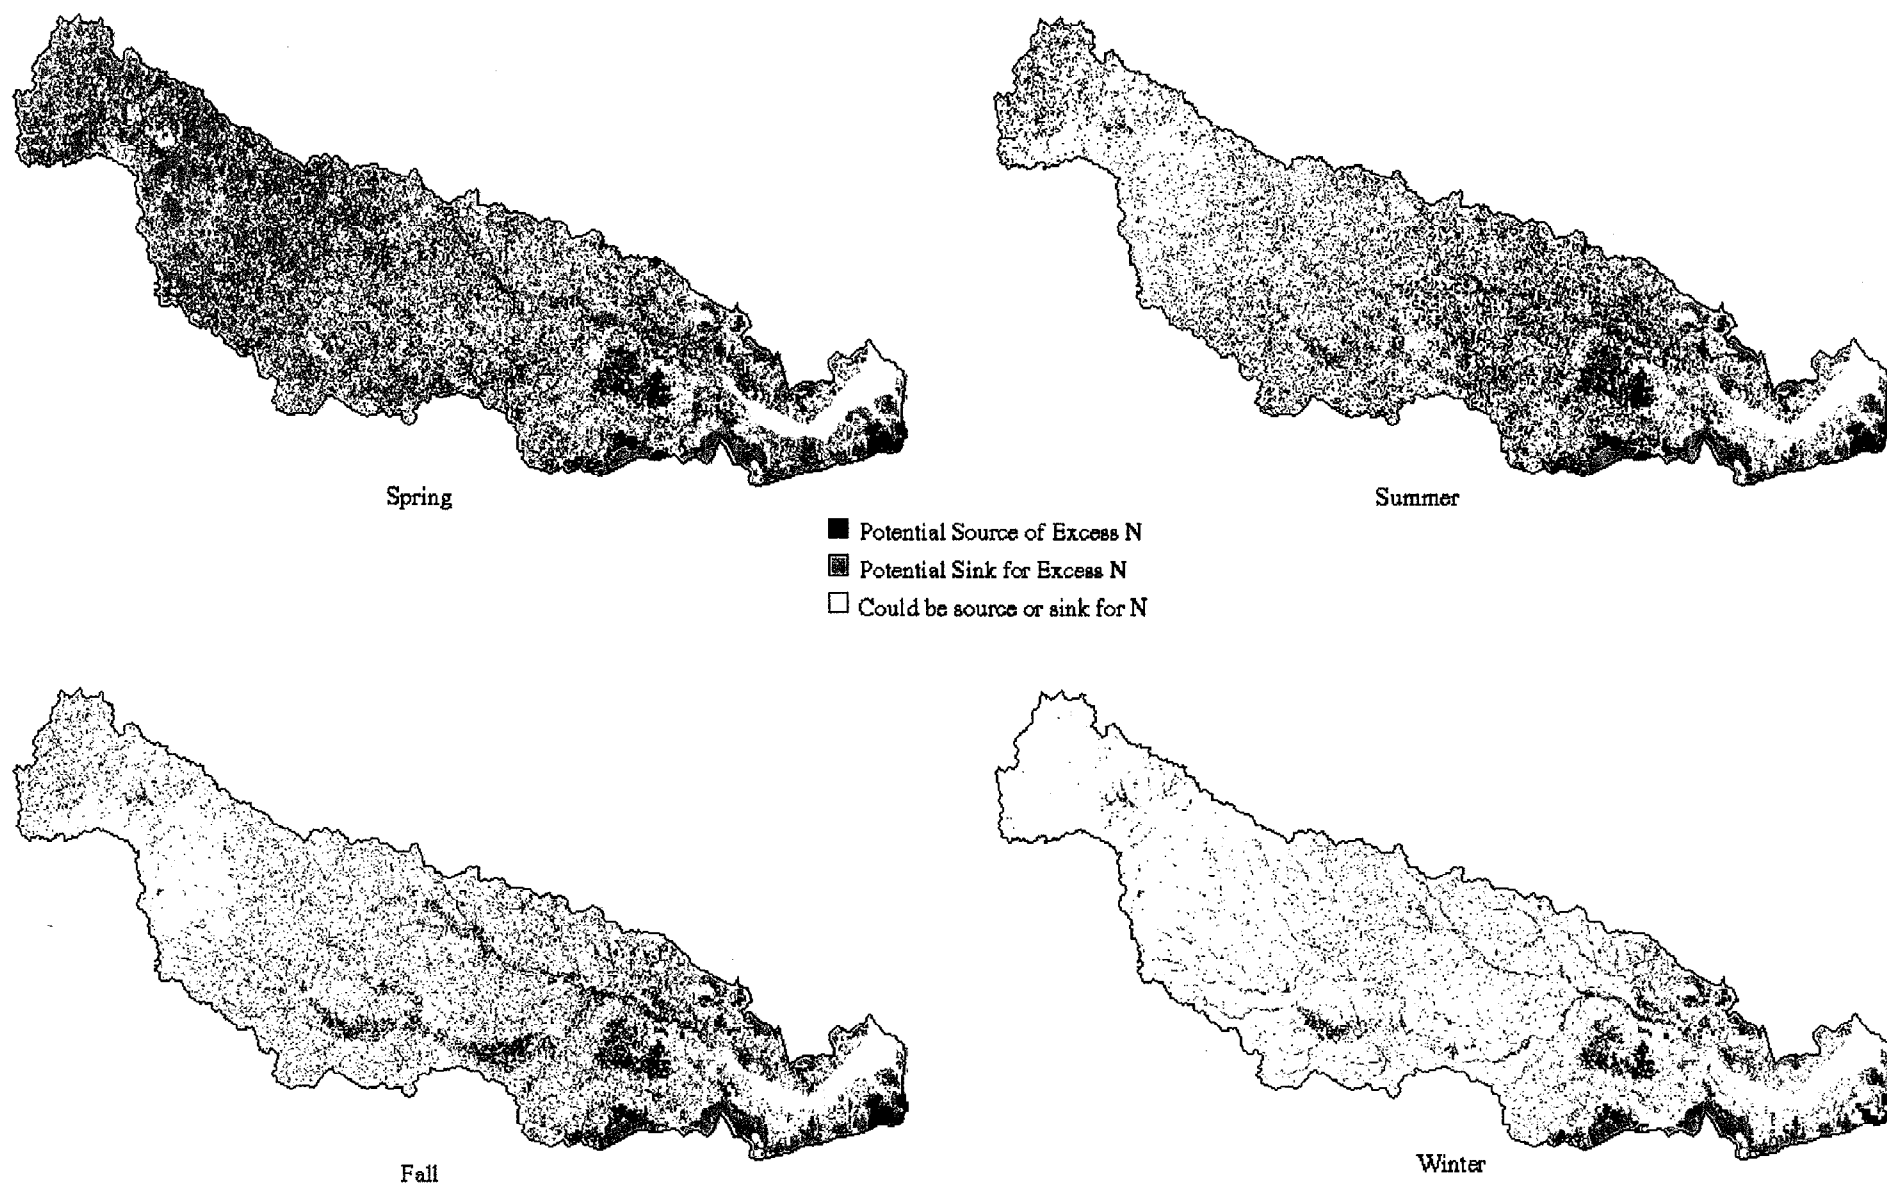 Spring
Summer
Potential Source of Excess N
Potential Sink for Excess N
Could be source or sink for N
Fall
Winter